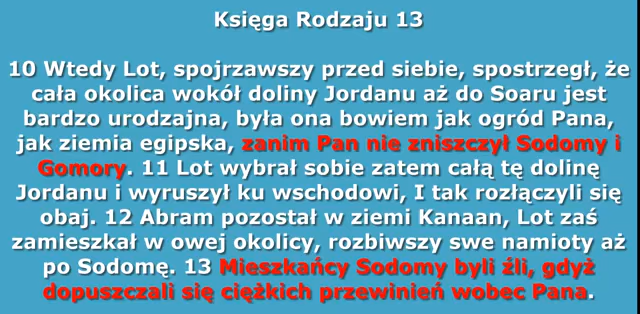 Księga Rodzaju 13
10 Wtedy Lot, spojrzawszy przed siebie, spostrzegł, że
cała okolica wokół doliny Jordanu aż do Soaru jest
bardzo urodzajna, była ona bowiem jak ogród Pana,
jak ziemia egipska, zanim Pan nie zniszczył Sodomy i
Gomory. 11 Lot wybrał sobie zatem całą tę dolinę
Jordanu i wyruszył ku wschodowi, I tak rozłączyli się
obaj. 12 Abram pozostał w ziemi Kanaan, Lot zaś
zamieszkał w owej okolicy, rozbiwszy swe namioty aż
po Sodomę. 13 Mieszkańcy Sodomy byli źli, gdyż
dopuszczali się ciężkich przewinień wobec Pana.